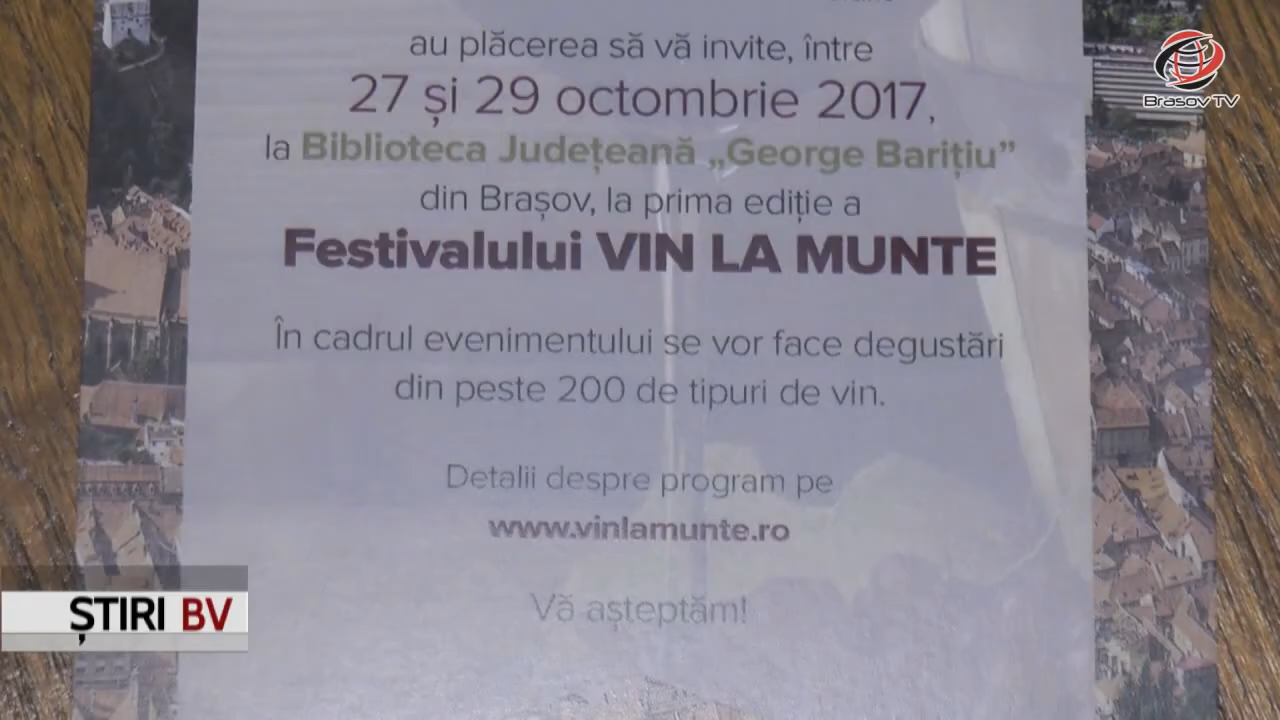 au plăcerea să vă invite, între
27 și 29 octombrie 2017,
la Biblioteca Județeană „George Barițiu”
din Brașov, la prima ediție a
Festivalului VIN LA MUNTE
În cadrul evenimentului se vor face degustări
din peste 200 de tipuri de vin.
Detalii despre program pe
www.vinlamunte.ro
Vă așteptăm!
Brasov TV
ȘTIRI BV